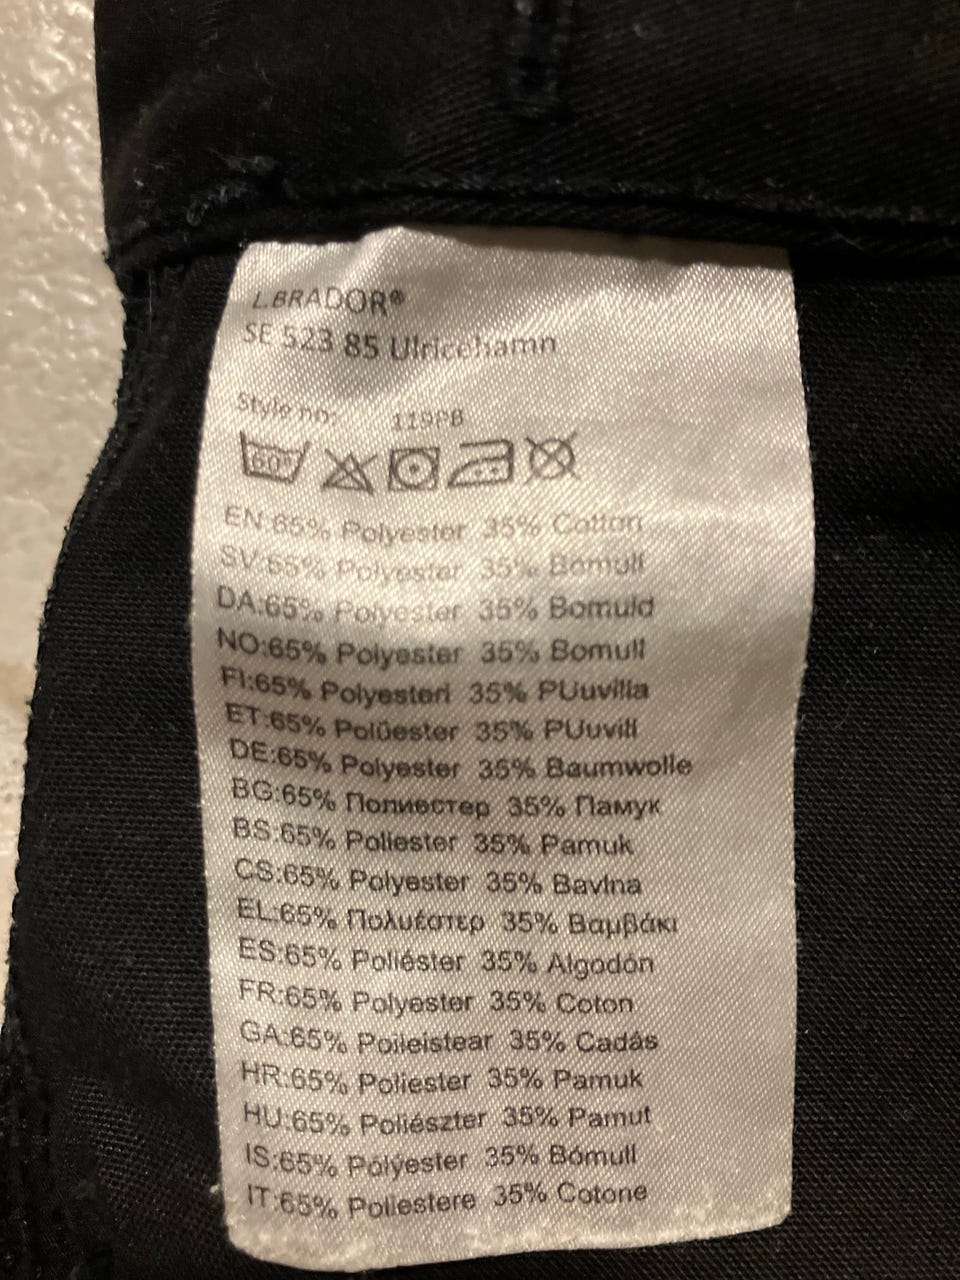 L.BRADOR®
SE 523 85 Ulricehamn
Style no: 119PB
60°
EN:65% Polyester 35% Cotton
SV:65% Polyester 35% Bomull
DA:65% Polyester 35% Bomuld
NO:65% Polyester 35% Bomull
FI:65% Polyesteri 35% PUuvilla
ET:65% Polüester 35% PUuvill
DE:65% Polyester 35% Baumwolle
BG:65% Полиестер 35% Памук
BS:65% Poliester 35% Pamuk
CS:65% Polyester 35% Bavlna
EL:65% Πολυέστερ 35% Βαμβάκι
ES:65% Poliéster 35% Algodón
FR:65% Polyester 35% Coton
GA:65% Poileistear 35% Cadás
HR:65% Poliester 35% Pamuk
HU:65% Poliészter 35% Pamut
IS:65% Pólýester 35% Bómull
IT:65% Poliestere 35% Cotone